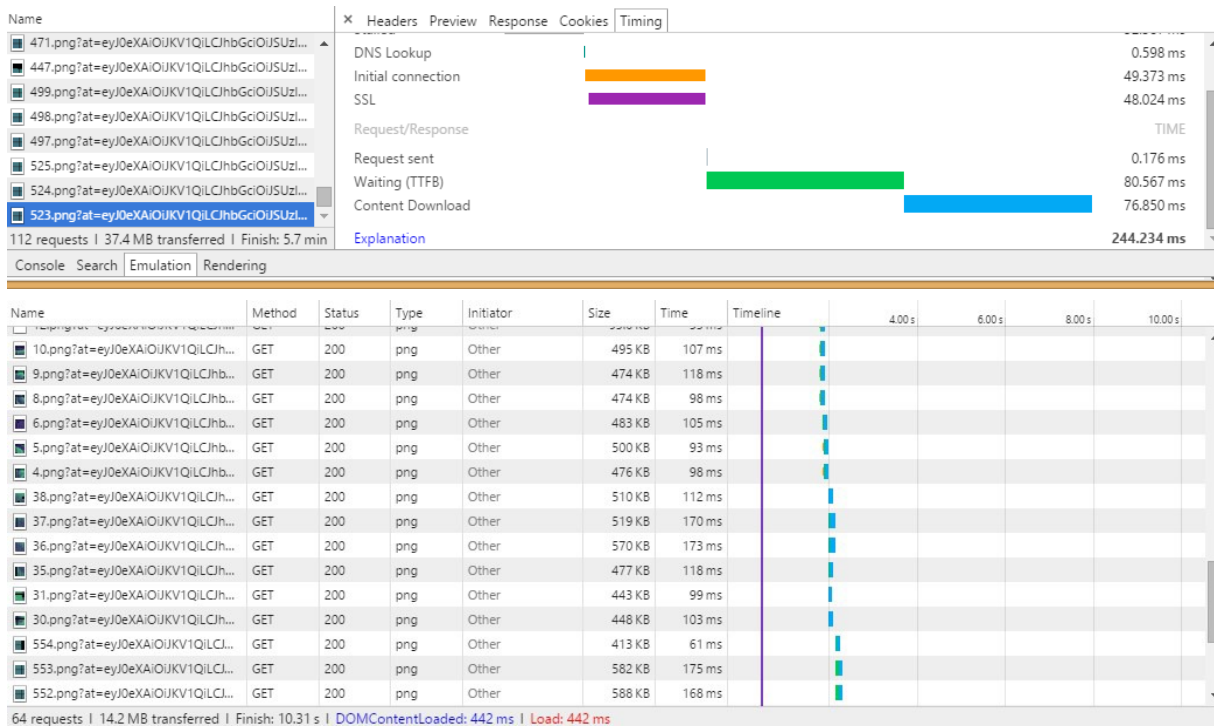 Name
471.png?at=eyJ0eXAiOiJKV1QiLCJhbGciOiJSUzI...
447.png?at=eyJ0eXAiOiJKV1QiLCJhbGciOiJSUzI...
499.png?at=eyJ0eXAiOiJKV1QiLCJhbGciOiJSUzI...
498.png?at=eyJ0eXAiOiJKV1QiLCJhbGciOiJSUzI...
497.png?at=eyJ0eXAiOiJKV1QiLCJhbGciOiJSUzI...
525.png?at=eyJ0eXAiOiJKV1QiLCJhbGciOiJSUzI...
524.png?at=eyJ0eXAiOiJKV1QiLCJhbGciOiJSUzI...
523.png?at=eyJ0eXAiOiJKV1QiLCJhbGciOiJSUzI...
112 requests | 37.4 MB transferred | Finish: 5.7 min
× Headers Preview Response Cookies Timing
DNS Lookup 0.598 ms
Initial connection 49.373 ms
SSL 48.024 ms
Request/Response TIME
Request sent 0.176 ms
Waiting (TTFB) 80.567 ms
Content Download 76.850 ms
Explanation 244.234 ms
Console Search Emulation Rendering
Name Method Status Type Initiator Size Time Timeline 4.00 s 6.00 s 8.00 s 10.00 s
10.png?at=eyJ0eXAiOiJKV1QiLCJh... GET 200 png Other 495 KB 107 ms
9.png?at=eyJ0eXAiOiJKV1QiLCJhb... GET 200 png Other 474 KB 118 ms
8.png?at=eyJ0eXAiOiJKV1QiLCJhb... GET 200 png Other 474 KB 98 ms
6.png?at=eyJ0eXAiOiJKV1QiLCJhb... GET 200 png Other 483 KB 105 ms
5.png?at=eyJ0eXAiOiJKV1QiLCJhb... GET 200 png Other 500 KB 93 ms
4.png?at=eyJ0eXAiOiJKV1QiLCJhb... GET 200 png Other 476 KB 98 ms
38.png?at=eyJ0eXAiOiJKV1QiLCJh... GET 200 png Other 510 KB 112 ms
37.png?at=eyJ0eXAiOiJKV1QiLCJh... GET 200 png Other 519 KB 170 ms
36.png?at=eyJ0eXAiOiJKV1QiLCJh... GET 200 png Other 570 KB 173 ms
35.png?at=eyJ0eXAiOiJKV1QiLCJh... GET 200 png Other 477 KB 118 ms
31.png?at=eyJ0eXAiOiJKV1QiLCJh... GET 200 png Other 443 KB 99 ms
30.png?at=eyJ0eXAiOiJKV1QiLCJh... GET 200 png Other 448 KB 103 ms
554.png?at=eyJ0eXAiOiJKV1QiLCJ... GET 200 png Other 413 KB 61 ms
553.png?at=eyJ0eXAiOiJKV1QiLCJ... GET 200 png Other 582 KB 175 ms
552.png?at=eyJ0eXAiOiJKV1QiLCJ... GET 200 png Other 588 KB 168 ms
64 requests | 14.2 MB transferred | Finish: 10.31 s | DOMContentLoaded: 442 ms | Load: 442 ms